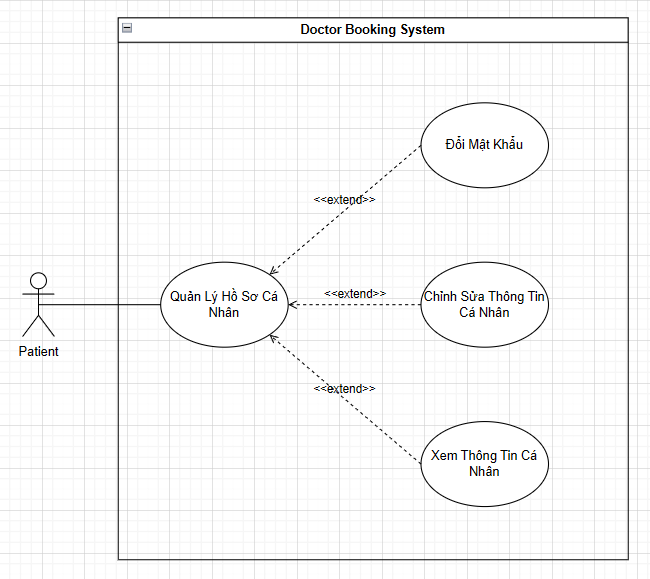 Doctor Booking System
Đổi Mật Khẩu
<<extend>>
Quản Lý Hồ Sơ Cá
Nhân
<<extend>>
Chỉnh Sửa Thông Tin
Cá Nhân
Patient
<<extend>>
Xem Thông Tin Cá
Nhân